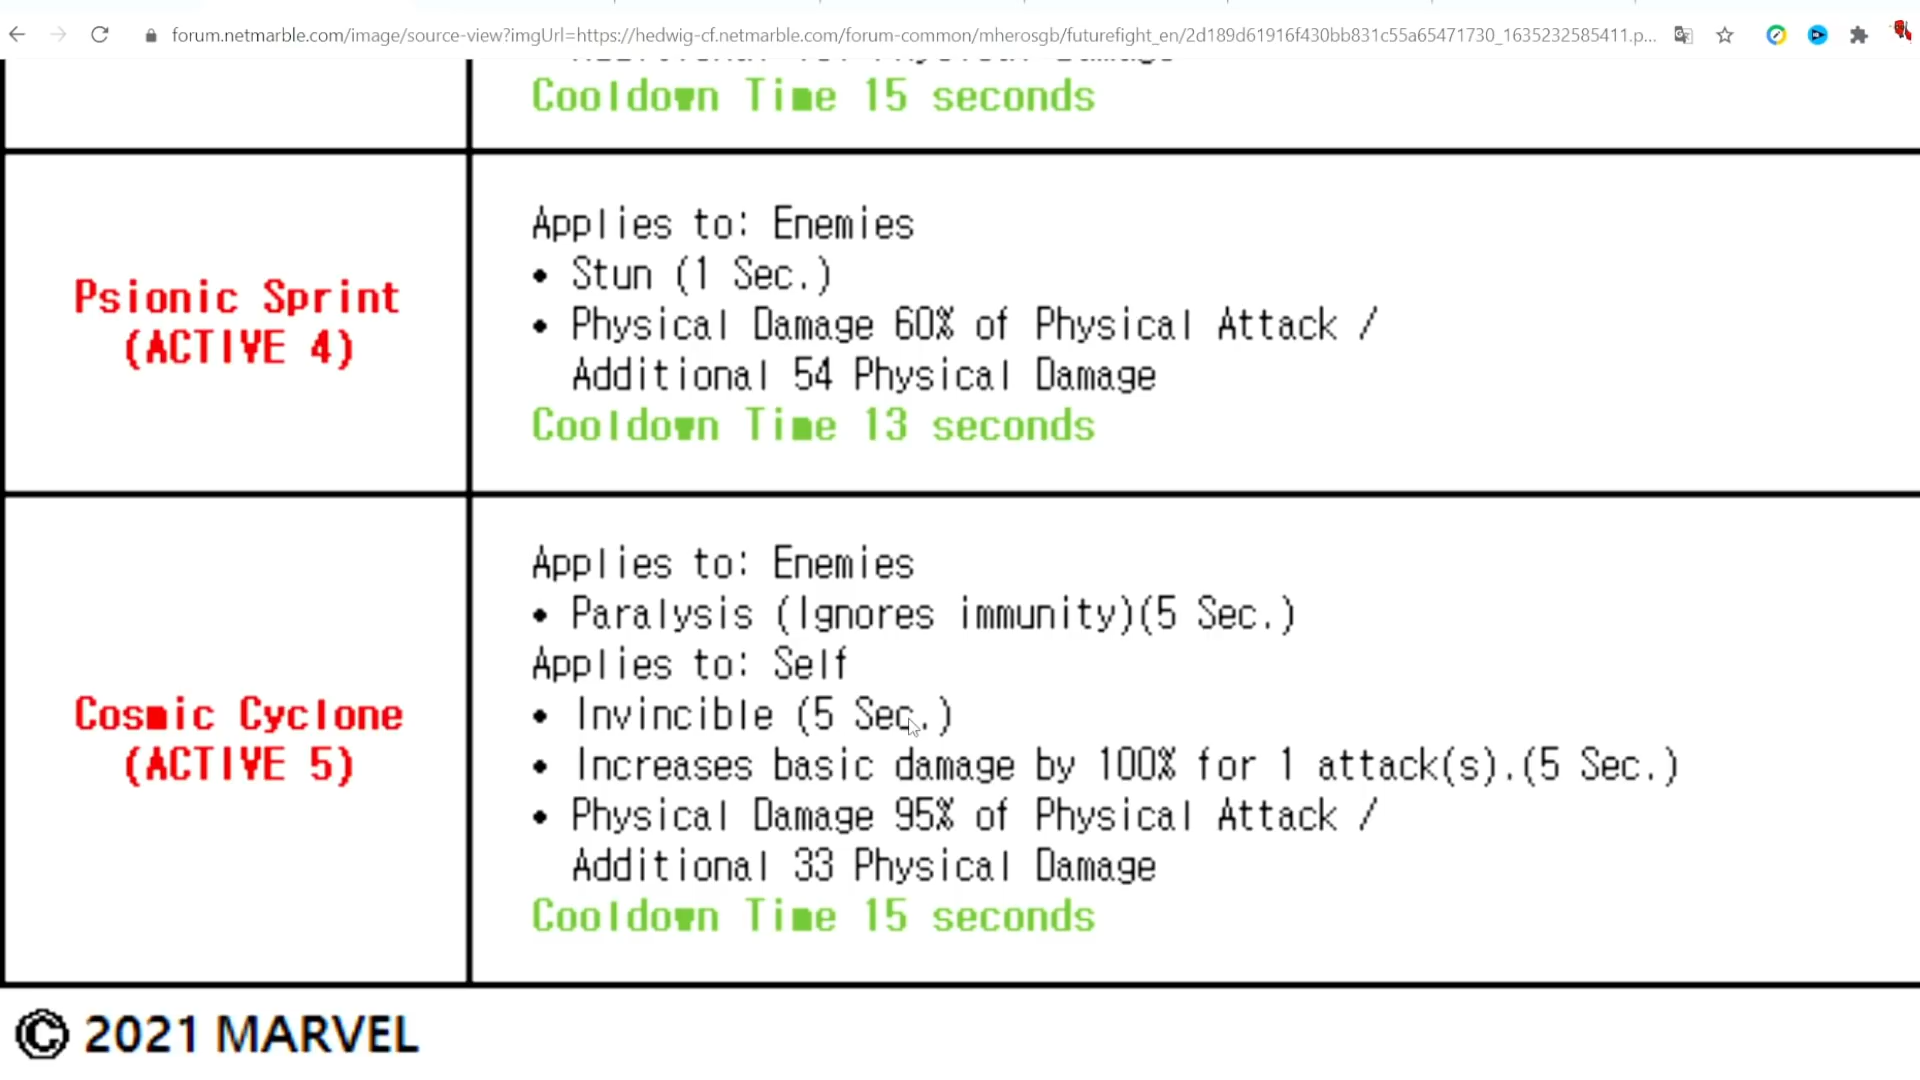 forum.netmarble.com/image/source-view?imgUrl=https://hedwig-cf.netmarble.com/forum-common/mherosgb/futurefight_en/2d189d61916f430bb831c55a65471730_1635232585411.p...
Cooldown Time 15 seconds
Psionic Sprint
(ACTIVE 4)
Applies to: Enemies
• Stun (1 Sec.)
• Physical Damage 60% of Physical Attack /
Additional 54 Physical Damage
Cooldown Time 13 seconds
Cosmic Cyclone
(ACTIVE 5)
Applies to: Enemies
• Paralysis (Ignores immunity)(5 Sec.)
Applies to: Self
• Invincible (5 Sec.)
• Increases basic damage by 100% for 1 attack(s).(5 Sec.)
• Physical Damage 95% of Physical Attack /
Additional 33 Physical Damage
Cooldown Time 15 seconds
© 2021 MARVEL